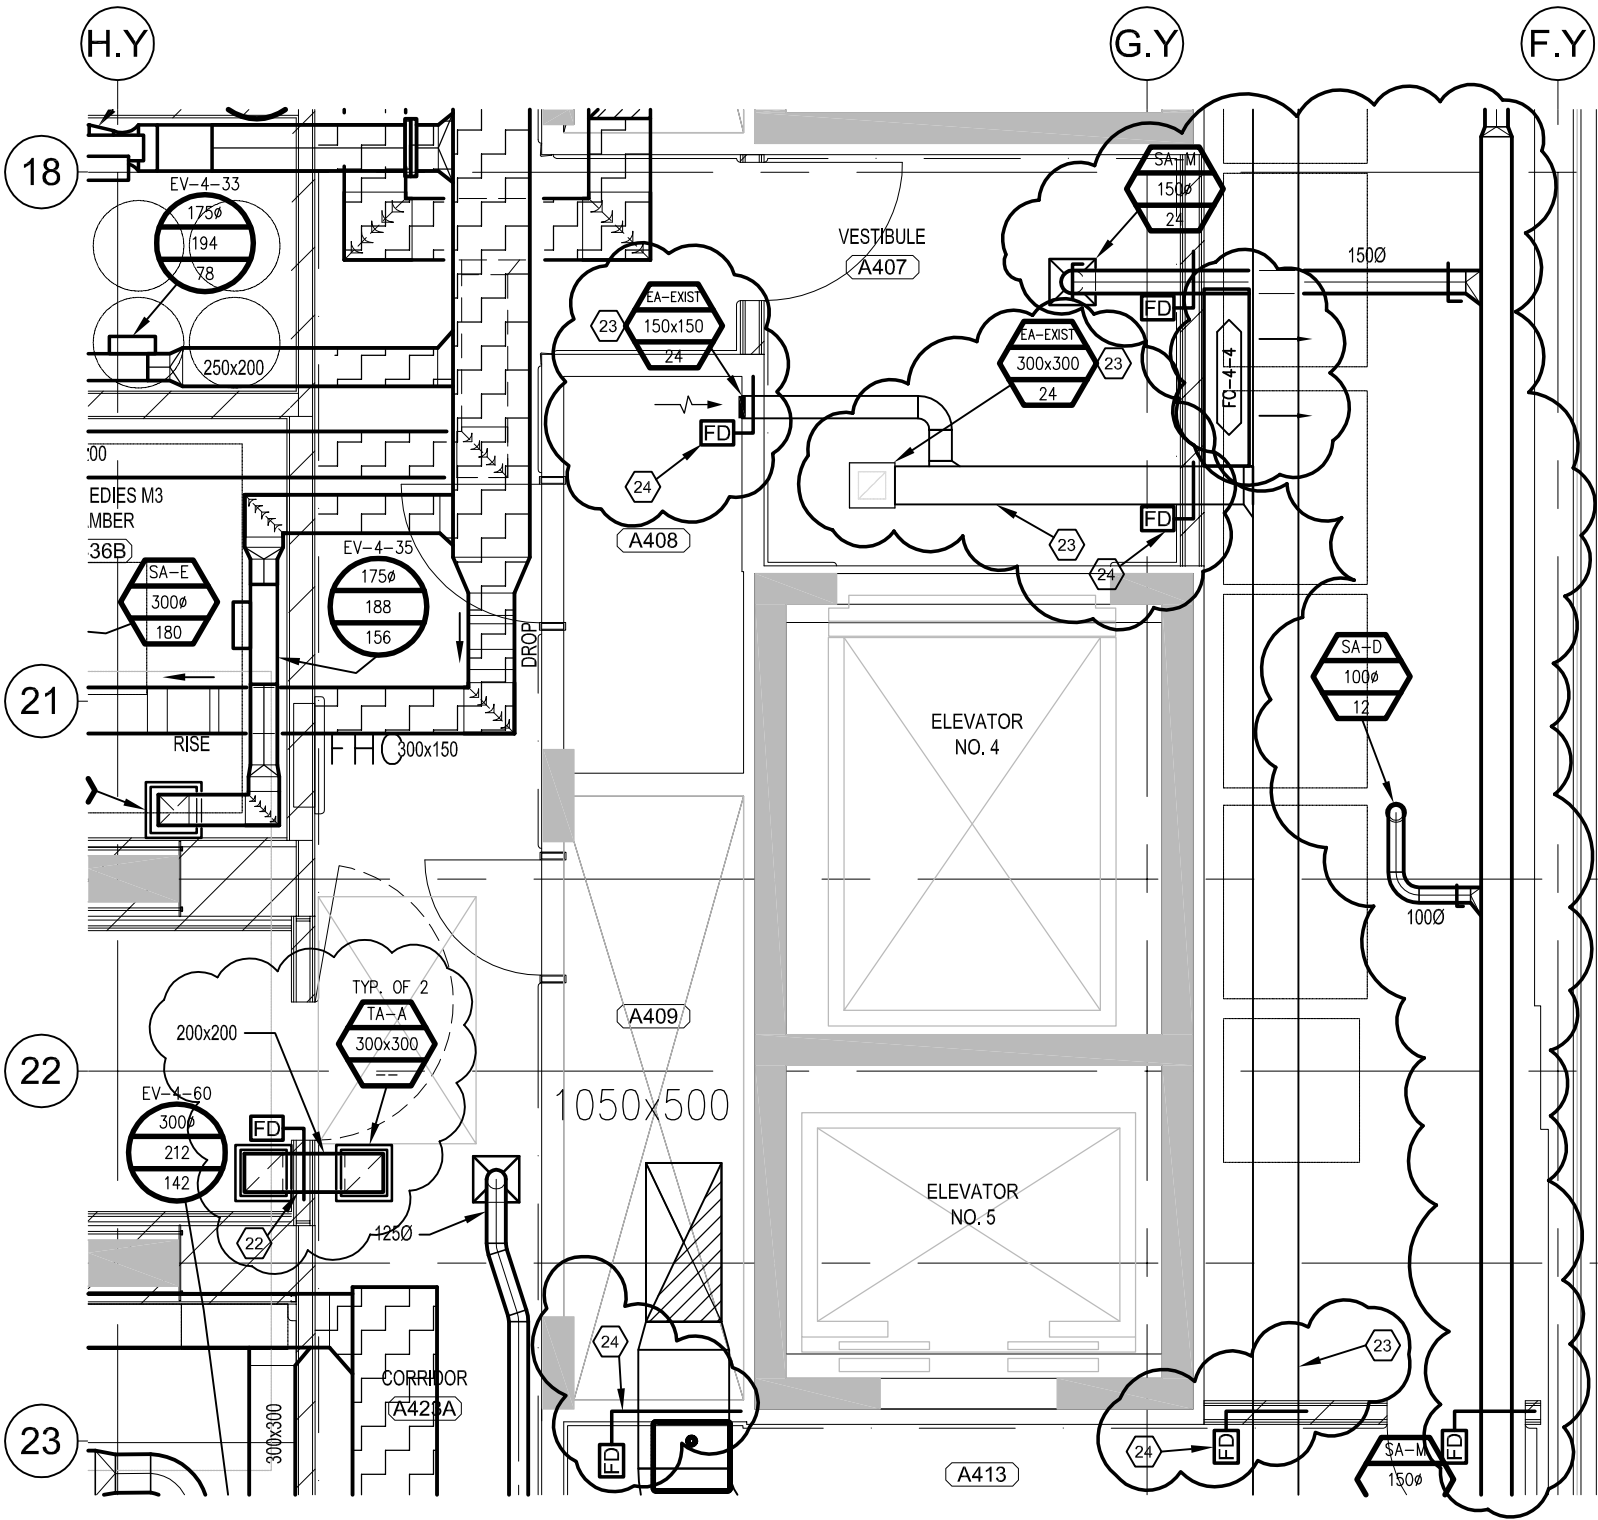 H.Y
G.Y
F.Y
18
EV-4-33
175ø
194
78
SA-M
150ø
24
VESTIBULE
A407
150Ø
FD
EA-EXIST
150x150
24
23
EA-EXIST
300x300
24
23
FC-4-4
250x200
FD
24
FD
23
24
A408
EDIES M3
MBER
36B
EV-4-35
175ø
188
156
SA-E
300ø
180
DROP
SA-D
100ø
12
21
RISE
FHC
300x150
ELEVATOR
NO. 4
100Ø
TYP. OF 2
TA-A
300x300
--
200x200
A409
22
1050x500
EV-4-60
300ø
212
142
FD
22
125Ø
ELEVATOR
NO. 5
24
23
CORRIDOR
A423A
23
300x300
FD
A413
24
FD
SA-M
150ø
FD